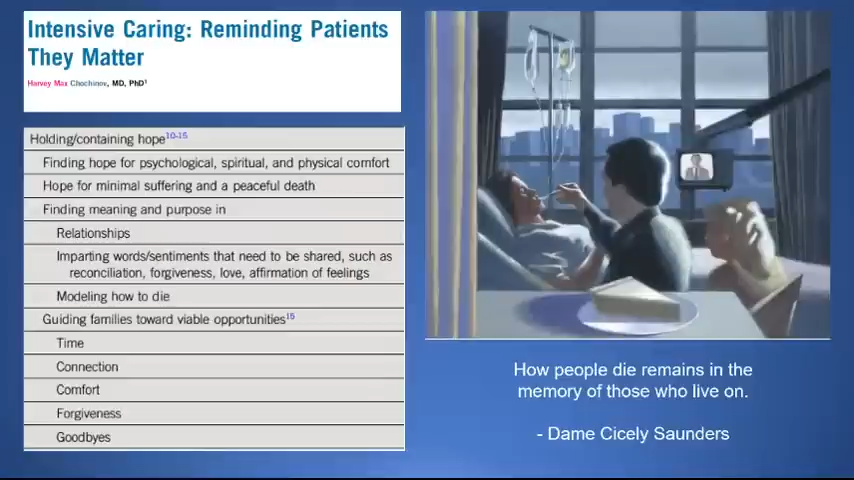 Intensive Caring: Reminding Patients
They Matter
Harvey Max Chochinov, MD, PhD1
Holding/containing hope10-15
Finding hope for psychological, spiritual, and physical comfort
Hope for minimal suffering and a peaceful death
Finding meaning and purpose in
Relationships
Imparting words/sentiments that need to be shared, such as
reconciliation, forgiveness, love, affirmation of feelings
Modeling how to die
Guiding families toward viable opportunities15
Time
Connection
Comfort
Forgiveness
Goodbyes
How people die remains in the
memory of those who live on.
- Dame Cicely Saunders